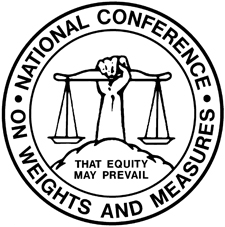 • NATIONAL CONFERENCE •
ON WEIGHTS AND MEASURES
THAT EQUITY
MAY PREVAIL